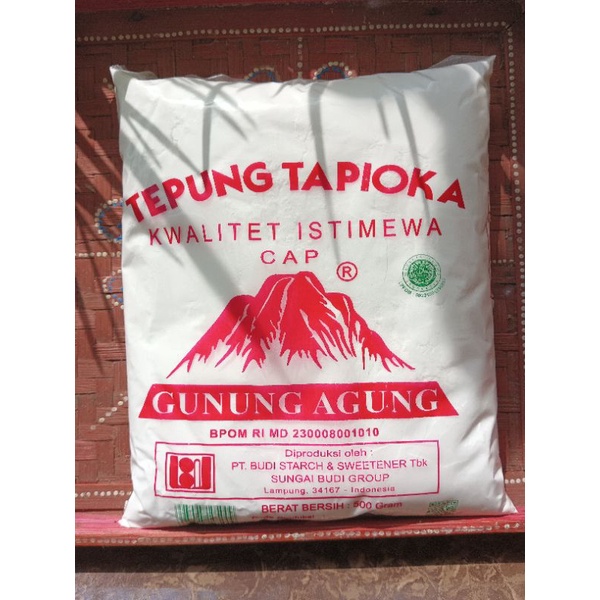 TEPUNG TAPIOKA
KWALITET ISTIMEWA
CAP ®
GUNUNG AGUNG
BPOM RI MD 230008001010
Diproduksi oleh :
PT. BUDI STARCH & SWEETENER Tbk
SUNGAI BUDI GROUP
Lampung, 34167 - Indonesia
BERAT BERSIH : 500 Gram